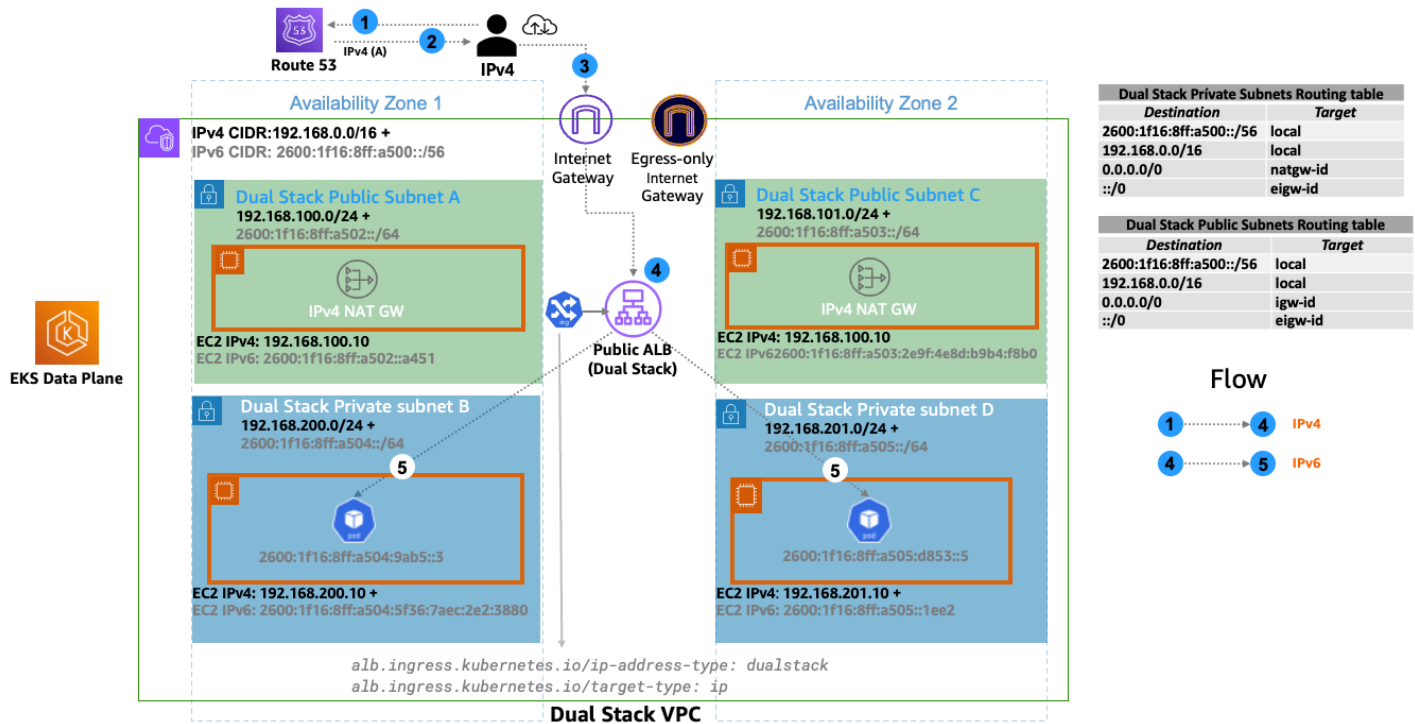 1
2
IPv4 (A)
53
Route 53
IPv4
3
Availability Zone 1
Availability Zone 2
IPv4 CIDR:192.168.0.0/16 +
IPv6 CIDR: 2600:1f16:8ff:a500::/56
Internet
Gateway
Egress-only
Internet
Gateway
Dual Stack Public Subnet A
192.168.100.0/24 +
2600:1f16:8ff:a502::/64
IPv4 NAT GW
EC2 IPv4: 192.168.100.10
EC2 IPv6: 2600:1f16:8ff:a502::a451
Dual Stack Public Subnet C
192.168.101.0/24 +
2600:1f16:8ff:a503::/64
IPv4 NAT GW
EC2 IPv4: 192.168.100.10
EC2 IPv62600:1f16:8ff:a503:2e9f:4e8d:b9b4:f8b0
4
ing
Public ALB
(Dual Stack)
K
EKS Data Plane
Dual Stack Private subnet B
192.168.200.0/24 +
2600:1f16:8ff:a504::/64
5
pod
2600:1f16:8ff:a504:9ab5::3
EC2 IPv4: 192.168.200.10 +
EC2 IPv6: 2600:1f16:8ff:a504:5f36:7aec:2e2:3880
Dual Stack Private subnet D
192.168.201.0/24 +
2600:1f16:8ff:a505::/64
5
pod
2600:1f16:8ff:a505:d853::5
EC2 IPv4: 192.168.201.10 +
EC2 IPv6: 2600:1f16:8ff:a505::1ee2
alb.ingress.kubernetes.io/ip-address-type: dualstack
alb.ingress.kubernetes.io/target-type: ip
Dual Stack VPC
Dual Stack Private Subnets Routing table
Destination Target
2600:1f16:8ff:a500::/56 local
192.168.0.0/16 local
0.0.0.0/0 natgw-id
::/0 eigw-id
Dual Stack Public Subnets Routing table
Destination Target
2600:1f16:8ff:a500::/56 local
192.168.0.0/16 local
0.0.0.0/0 igw-id
::/0 eigw-id
Flow
1 4 IPv4
4 5 IPv6